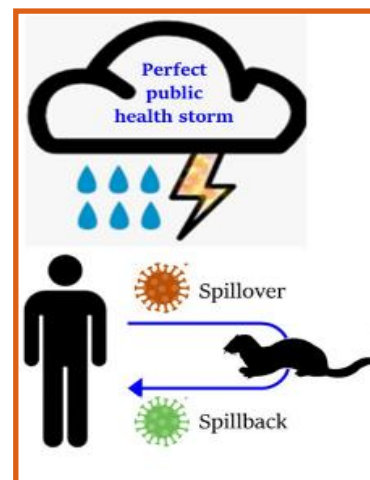 Perfect
public
health storm
Spillover
Spillback